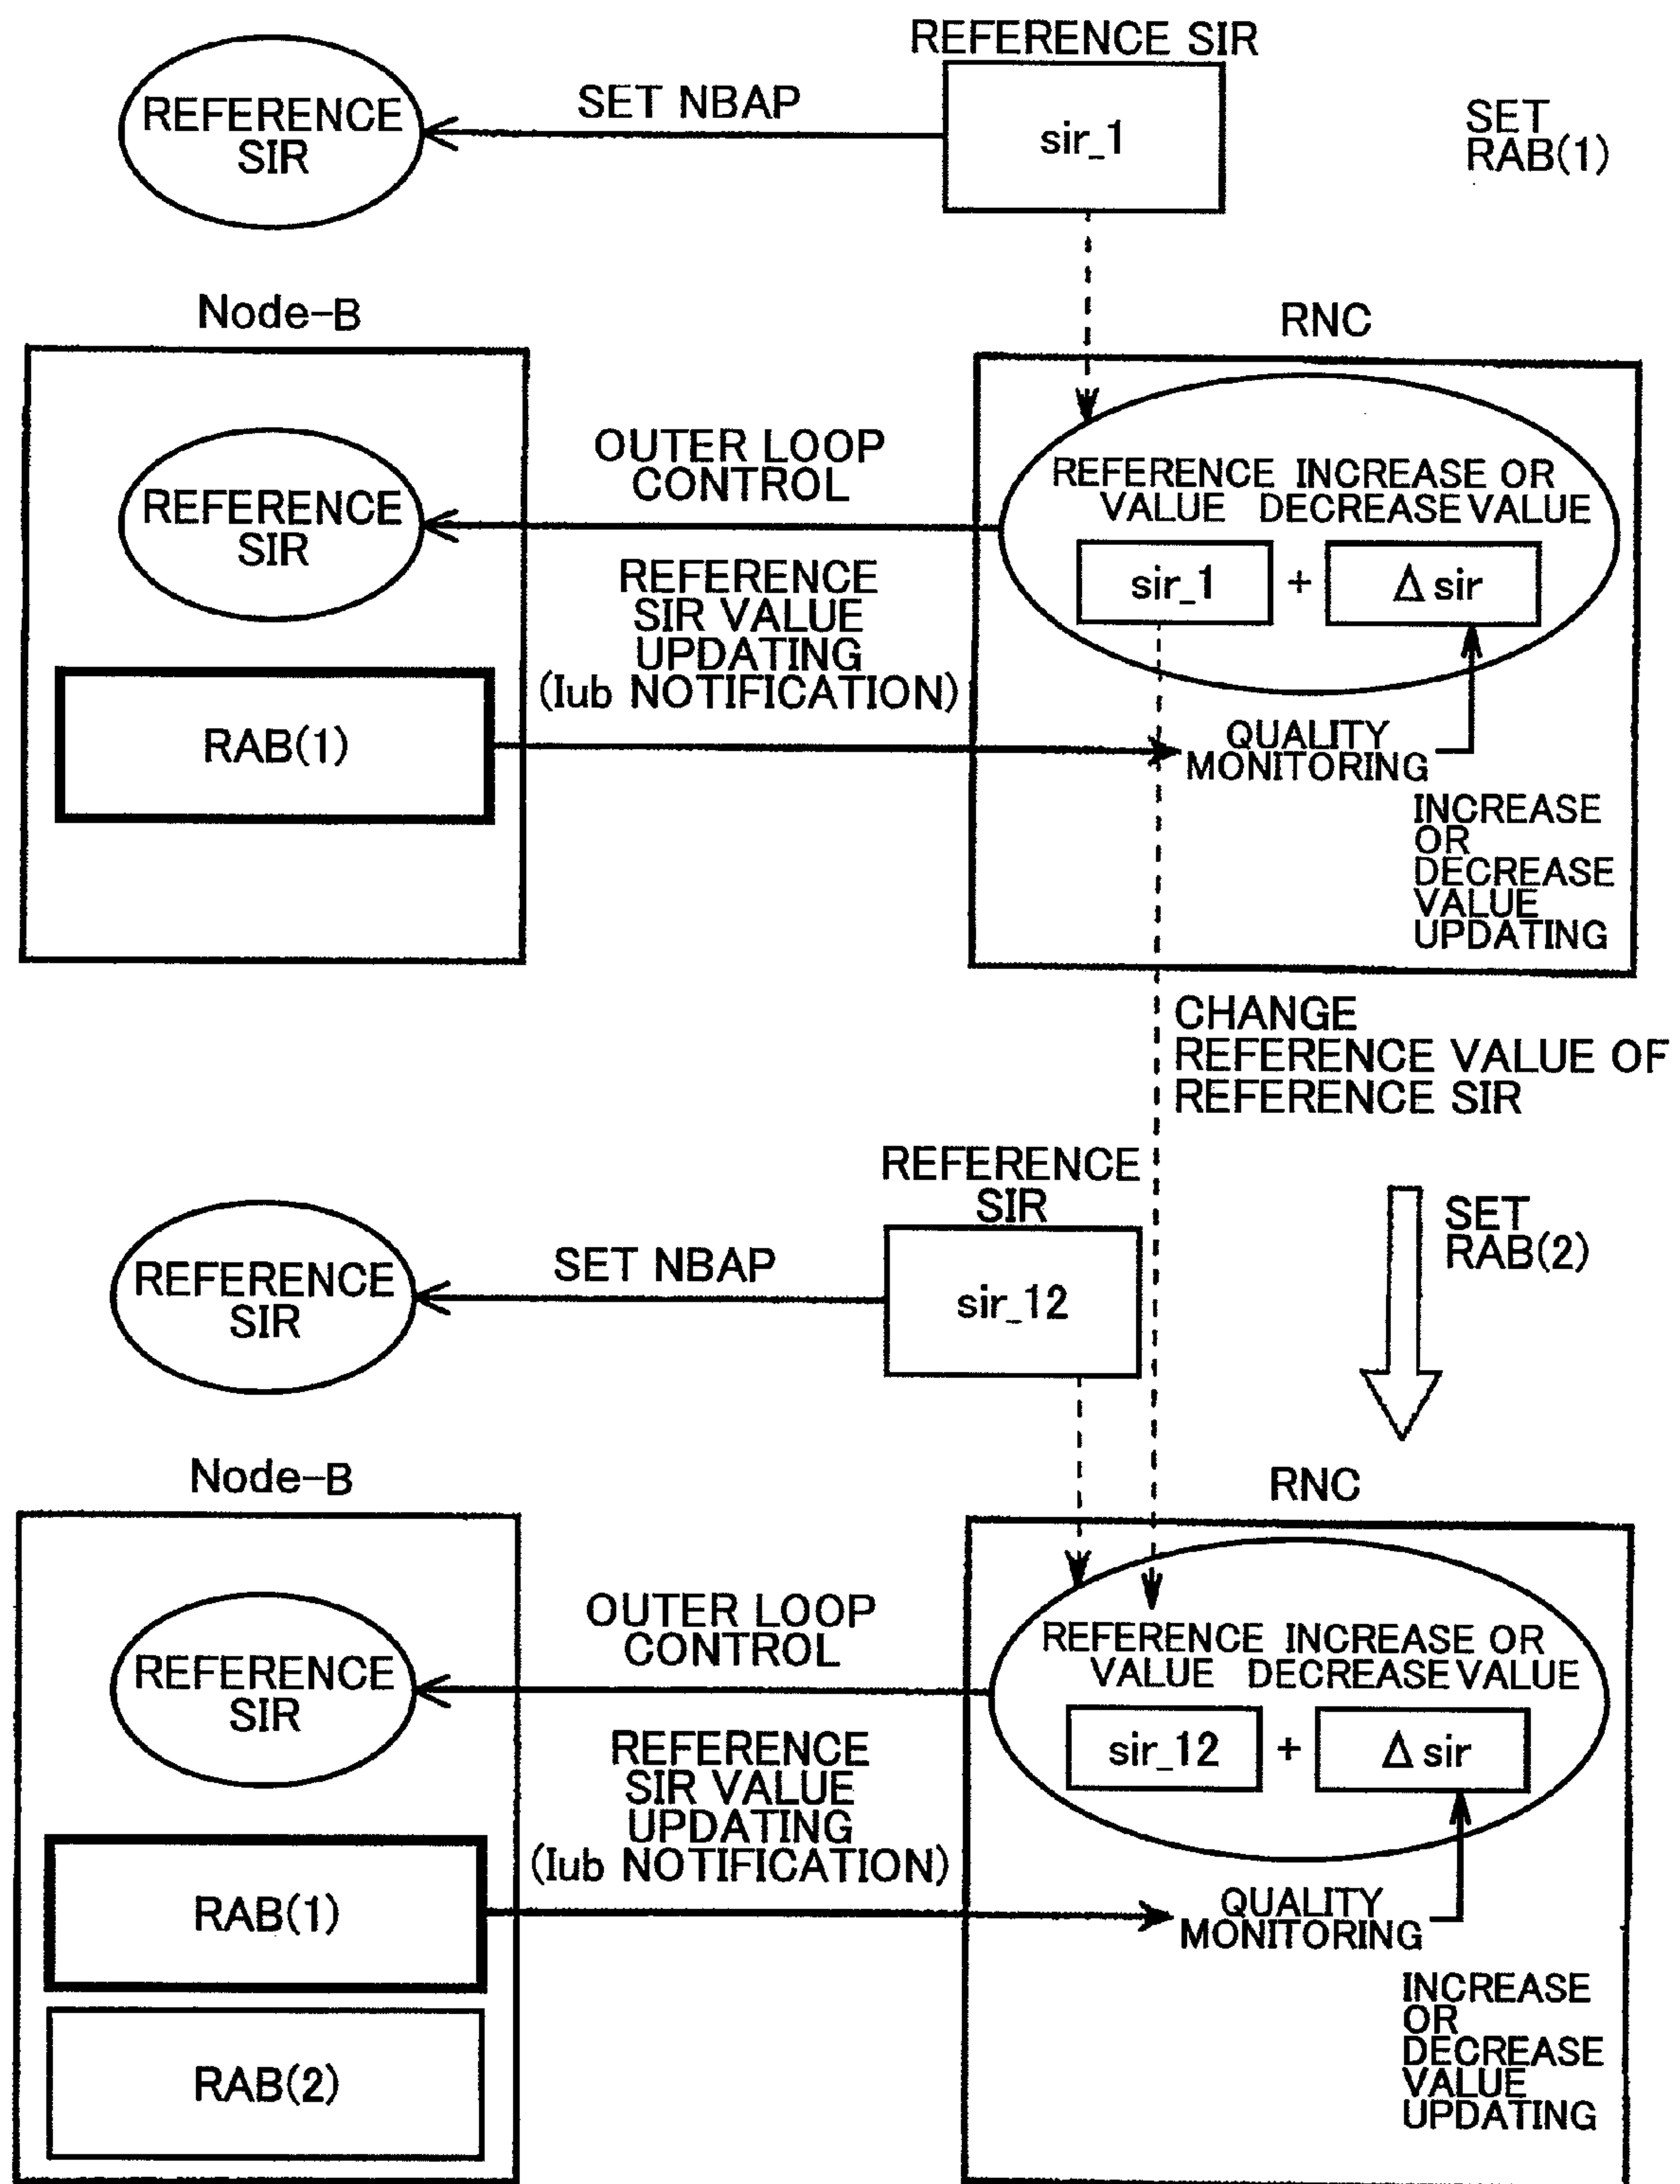 REFERENCE SIR
REFERENCE
SIR
SET NBAP
sir_1
SET
RAB(1)
Node-B
RNC
REFERENCE
SIR
OUTER LOOP
CONTROL
REFERENCE INCREASE OR
VALUE DECREASE VALUE
sir_1 + Δsir
REFERENCE
SIR VALUE
UPDATING
(Iub NOTIFICATION)
RAB(1)
QUALITY
MONITORING
INCREASE
OR
DECREASE
VALUE
UPDATING
CHANGE
REFERENCE VALUE OF
REFERENCE SIR
REFERENCE
SIR
REFERENCE
SIR
SET NBAP
sir_12
SET
RAB(2)
Node-B
RNC
REFERENCE
SIR
OUTER LOOP
CONTROL
REFERENCE INCREASE OR
VALUE DECREASE VALUE
sir_12 + Δsir
REFERENCE
SIR VALUE
UPDATING
(Iub NOTIFICATION)
RAB(1)
QUALITY
MONITORING
INCREASE
OR
DECREASE
VALUE
UPDATING
RAB(2)